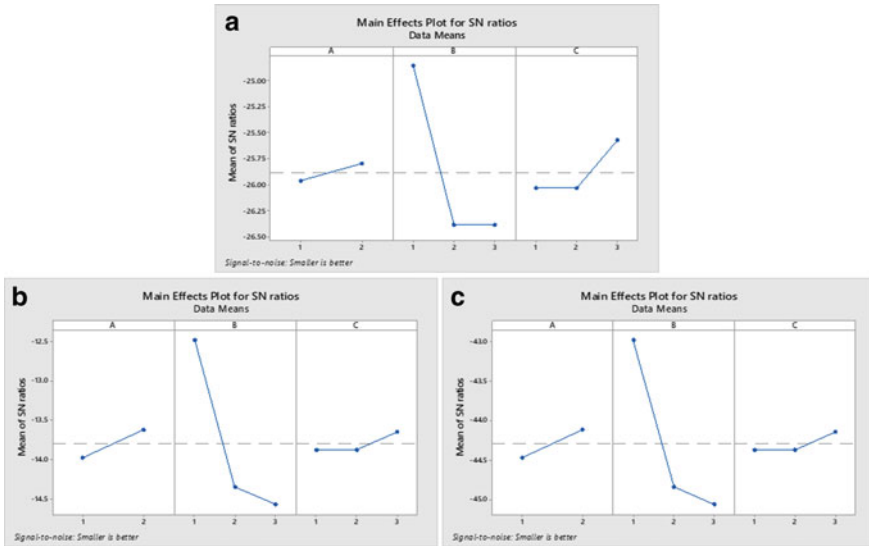 a
Main Effects Plot for SN ratios
Data Means
A B C
Mean of SN ratios
-25.00
-25.25
-25.50
-25.75
-26.00
-26.25
-26.50
1 2 1 2 3 1 2 3
Signal-to-noise: Smaller is better
b
Main Effects Plot for SN ratios
Data Means
A B C
Mean of SN ratios
-12.5
-13.0
-13.5
-14.0
-14.5
1 2 1 2 3 1 2 3
Signal-to-noise: Smaller is better
c
Main Effects Plot for SN ratios
Data Means
A B C
Mean of SN ratios
-43.0
-43.5
-44.0
-44.5
-45.0
1 2 1 2 3 1 2 3
Signal-to-noise: Smaller is better